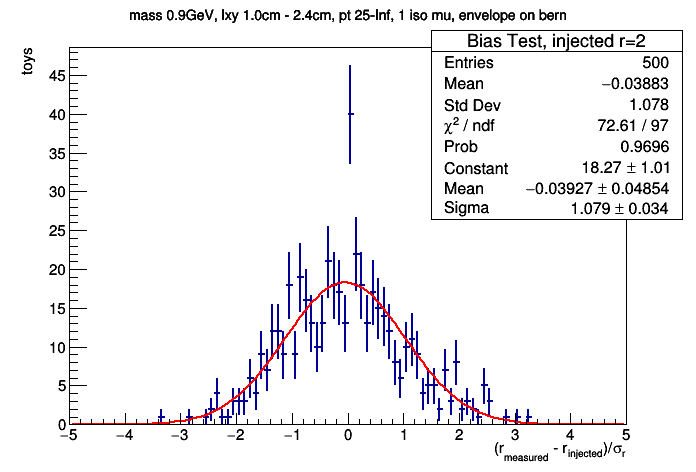 mass 0.9GeV, lxy 1.0cm - 2.4cm, pt 25-Inf, 1 iso mu, envelope on bern
Bias Test, injected r=2
Entries 500
Mean −0.03883
Std Dev 1.078
χ² / ndf 72.61 / 97
Prob 0.9696
Constant 18.27 ± 1.01
Mean −0.03927 ± 0.04854
Sigma 1.079 ± 0.034
toys
45
40
35
30
25
20
15
10
5
0
−5 −4 −3 −2 −1 0 1 2 3 4 5
(r_measured - r_injected)/σ_r